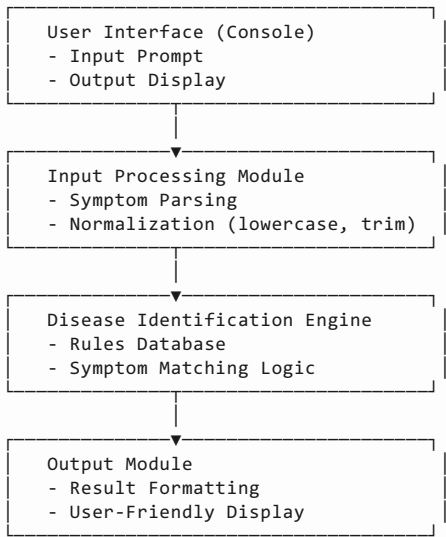 User Interface (Console)
- Input Prompt
- Output Display
Input Processing Module
- Symptom Parsing
- Normalization (lowercase, trim)
Disease Identification Engine
- Rules Database
- Symptom Matching Logic
Output Module
- Result Formatting
- User-Friendly Display